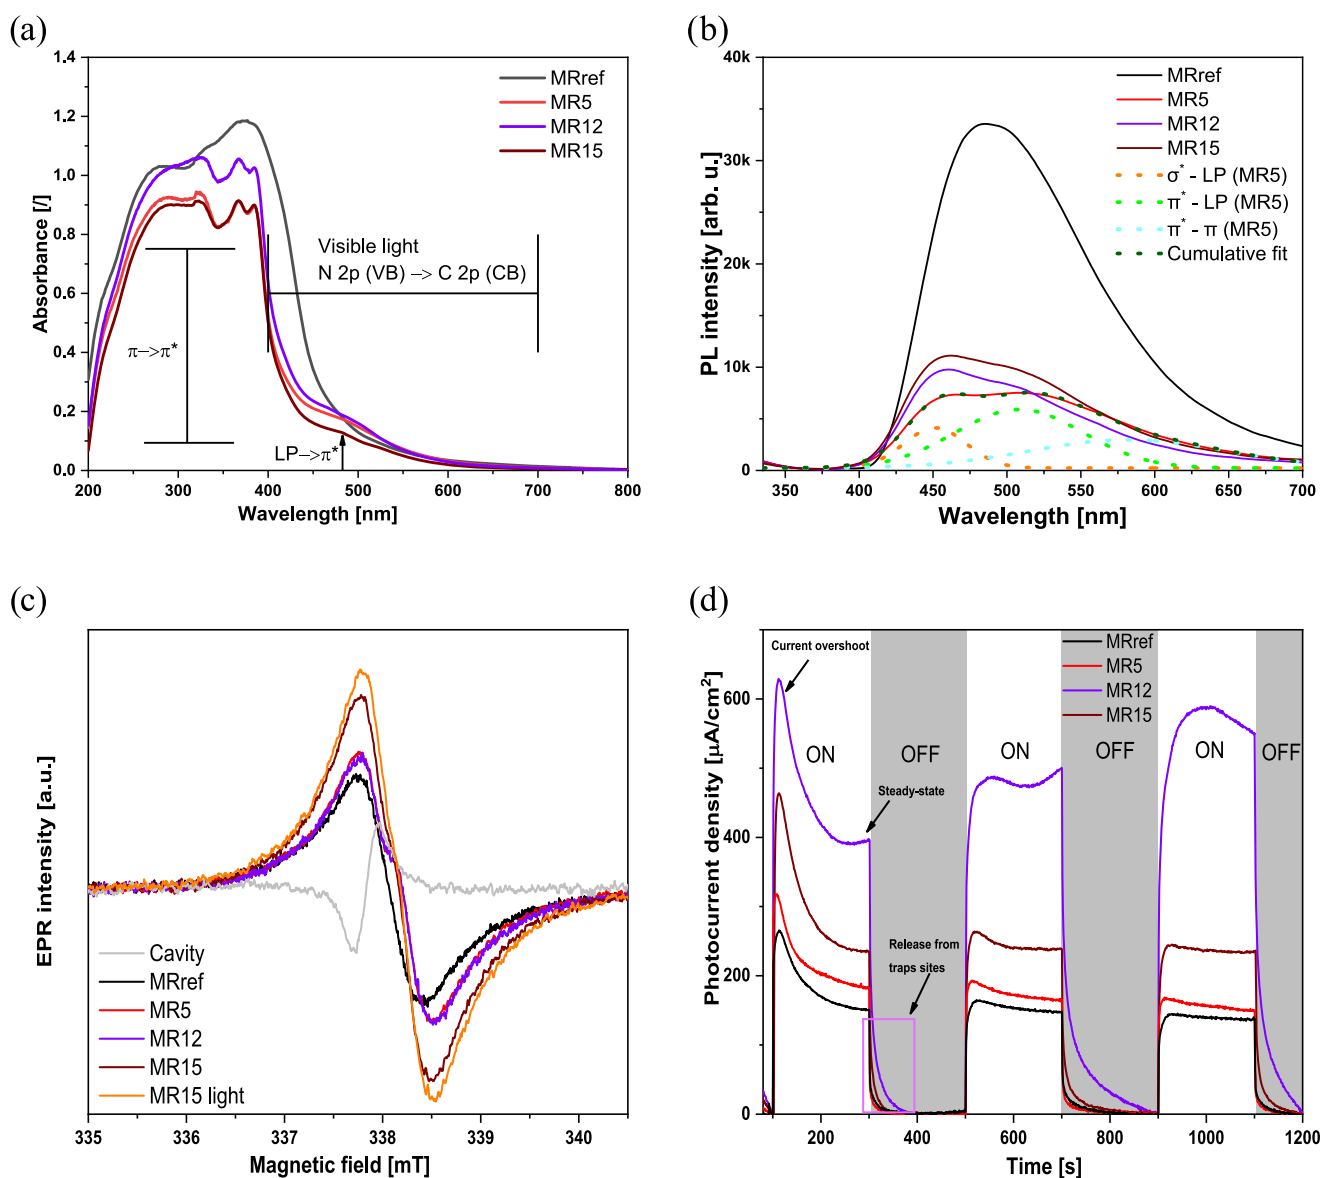 (a)
1.4
1.2
1.0
0.8
0.6
0.4
0.2
0.0
Absorbance [/]
MRref
MR5
MR12
MR15
Visible light
N 2p (VB) –> C 2p (CB)
π–>π*
LP–>π*
200 300 400 500 600 700 800
Wavelength [nm]
(b)
40k
30k
20k
10k
0
PL intensity [arb. u.]
MRref
MR5
MR12
MR15
σ* - LP (MR5)
π* - LP (MR5)
π* - π (MR5)
Cumulative fit
350 400 450 500 550 600 650 700
Wavelength [nm]
(c)
EPR intensity [a.u.]
Cavity
MRref
MR5
MR12
MR15
MR15 light
335 336 337 338 339 340
Magnetic field [mT]
(d)
600
400
200
0
Photocurrent density [μA/cm²]
Current overshoot
MRref
MR5
MR12
MR15
ON OFF ON OFF ON OFF
Steady-state
Release from
traps sites
200 400 600 800 1000 1200
Time [s]